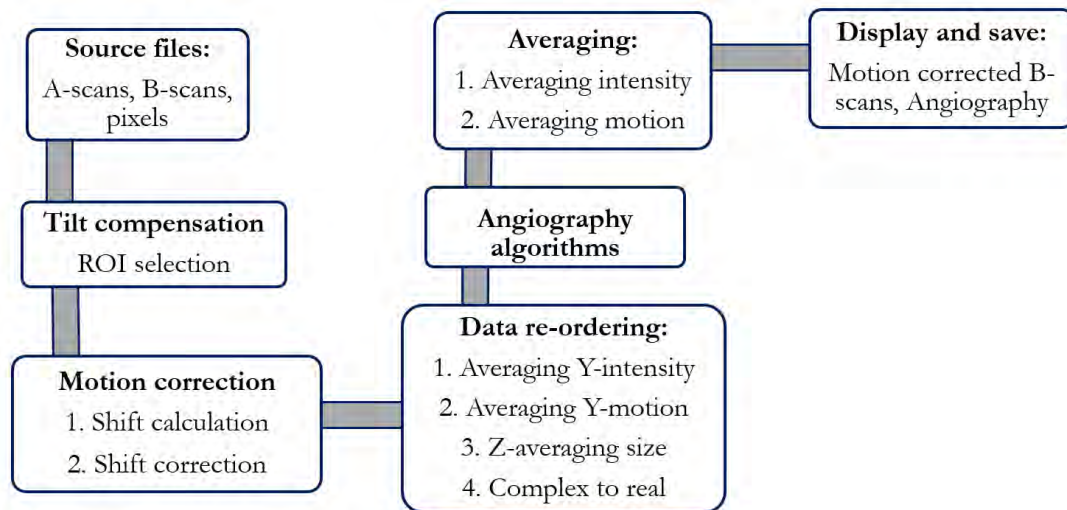 Source files:
A-scans, B-scans,
pixels
Tilt compensation
ROI selection
Motion correction
1. Shift calculation
2. Shift correction
Data re-ordering:
1. Averaging Y-intensity
2. Averaging Y-motion
3. Z-averaging size
4. Complex to real
Angiography
algorithms
Averaging:
1. Averaging intensity
2. Averaging motion
Display and save:
Motion corrected B-
scans, Angiography